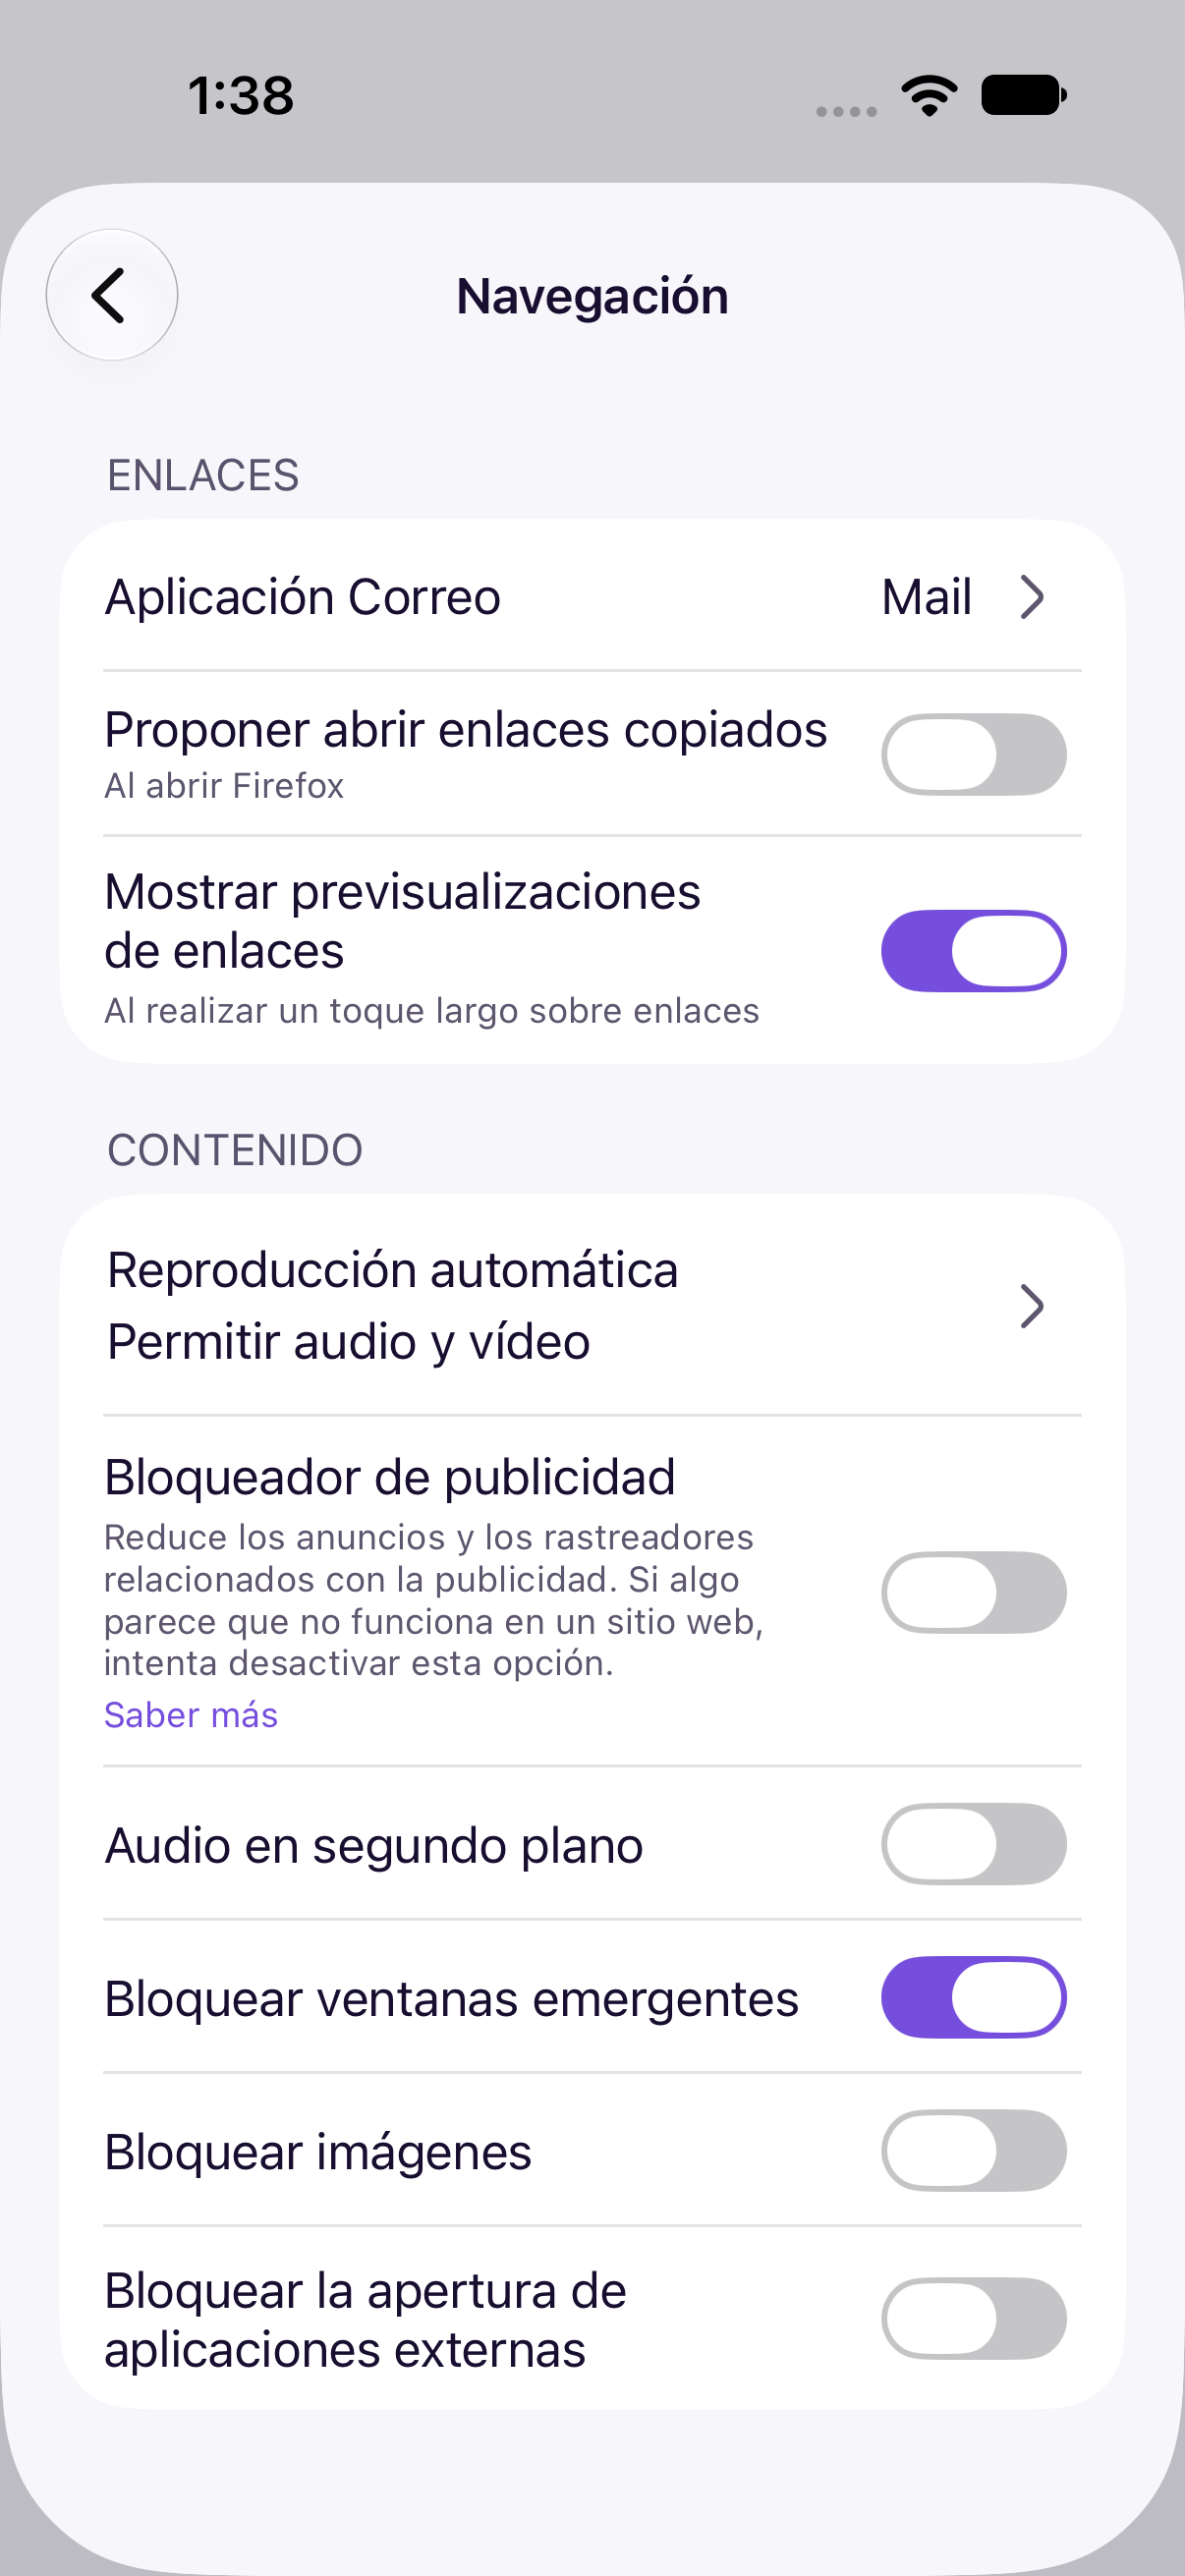 1:38
Navegación
ENLACES
Aplicación Correo Mail
Proponer abrir enlaces copiados
Al abrir Firefox
Mostrar previsualizaciones
de enlaces
Al realizar un toque largo sobre enlaces
CONTENIDO
Reproducción automática
Permitir audio y vídeo
Bloqueador de publicidad
Reduce los anuncios y los rastreadores
relacionados con la publicidad. Si algo
parece que no funciona en un sitio web,
intenta desactivar esta opción.
Saber más
Audio en segundo plano
Bloquear ventanas emergentes
Bloquear imágenes
Bloquear la apertura de
aplicaciones externas